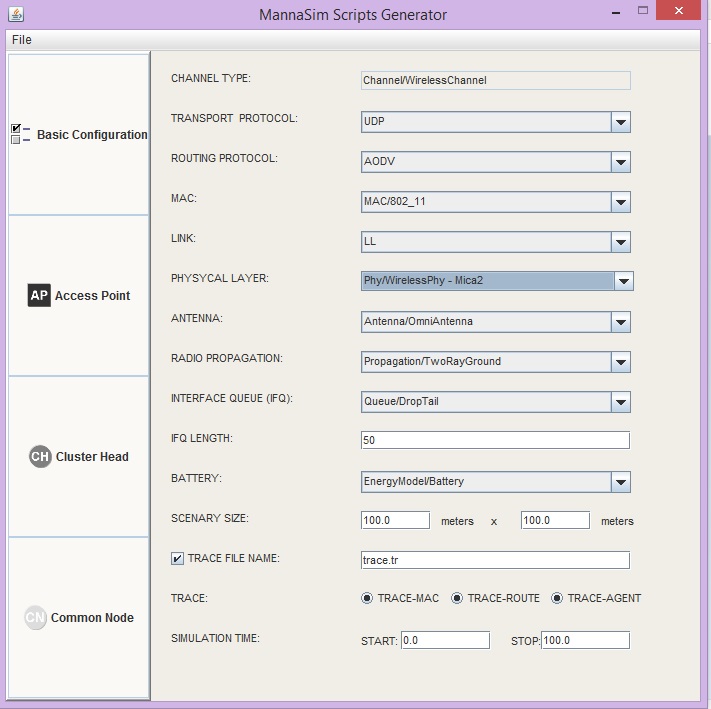 MannaSim Scripts Generator
File
Basic Configuration
AP Access Point
CH Cluster Head
CN Common Node
CHANNEL TYPE: Channel/WirelessChannel
TRANSPORT PROTOCOL: UDP
ROUTING PROTOCOL: AODV
MAC: MAC/802_11
LINK: LL
PHYSYCAL LAYER: Phy/WirelessPhy - Mica2
ANTENNA: Antenna/OmniAntenna
RADIO PROPAGATION: Propagation/TwoRayGround
INTERFACE QUEUE (IFQ): Queue/DropTail
IFQ LENGTH: 50
BATTERY: EnergyModel/Battery
SCENARY SIZE: 100.0 meters x 100.0 meters
TRACE FILE NAME: trace.tr
TRACE: TRACE-MAC TRACE-ROUTE TRACE-AGENT
SIMULATION TIME: START: 0.0 STOP: 100.0